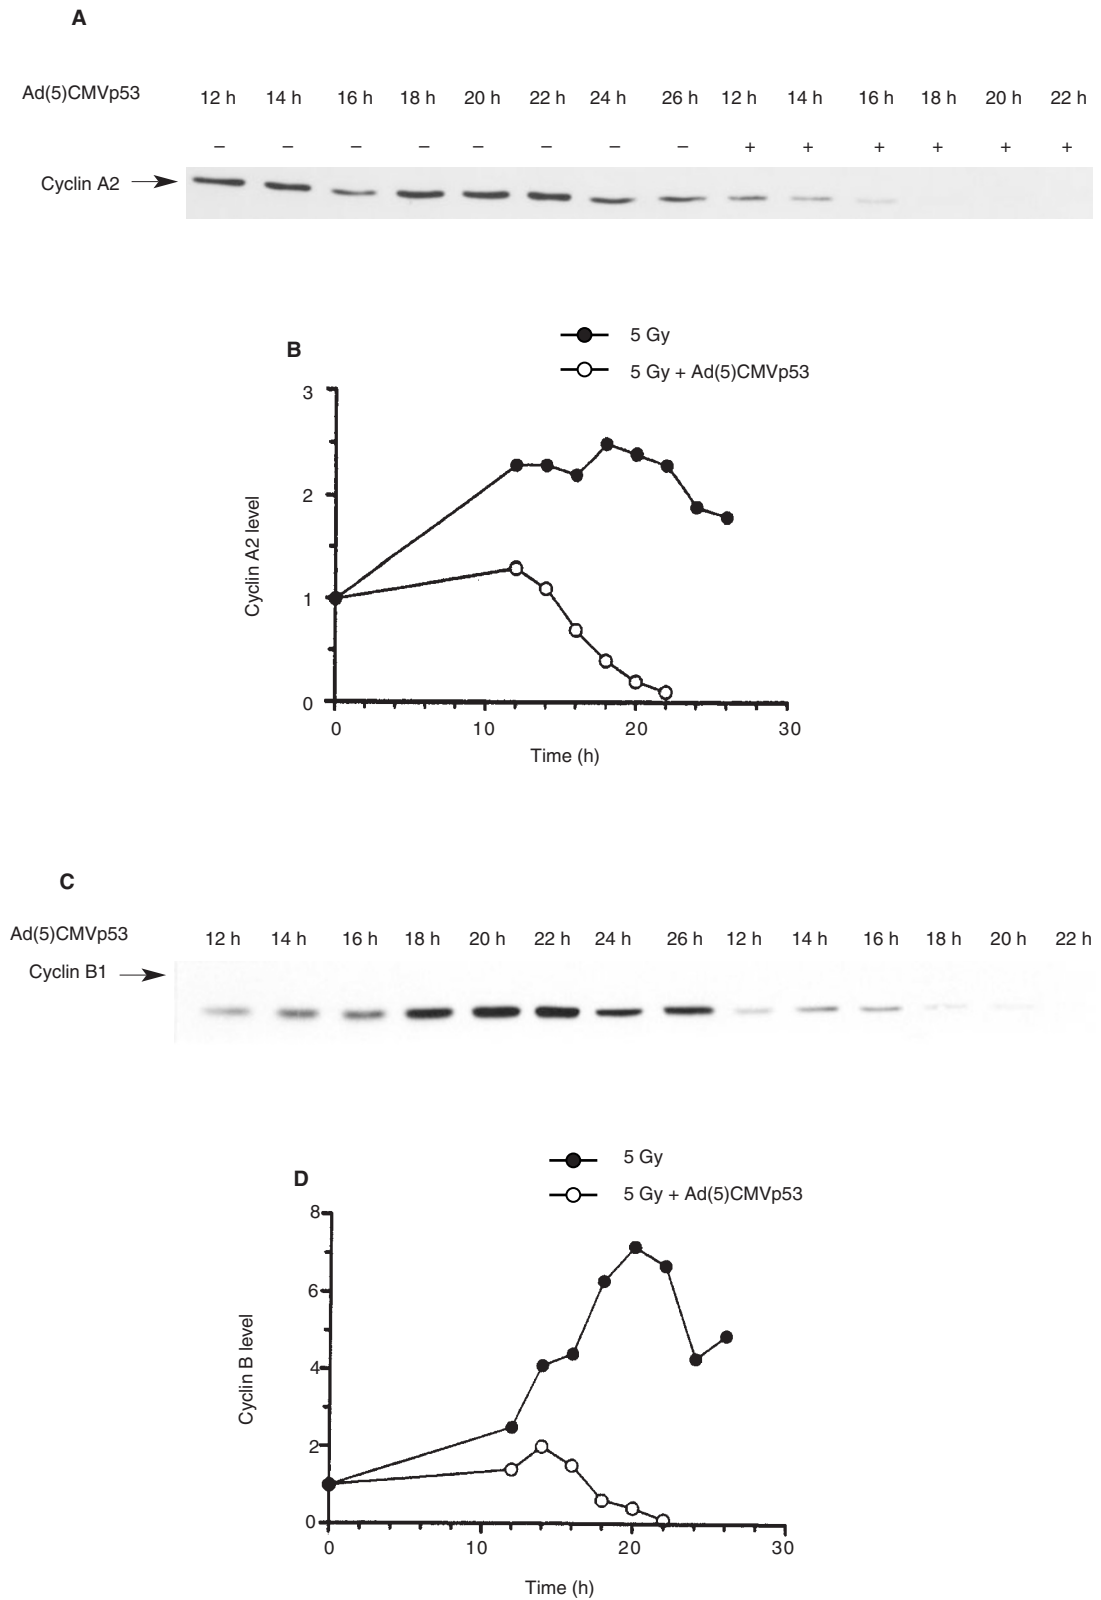 A
Ad(5)CMVp53 12 h 14 h 16 h 18 h 20 h 22 h 24 h 26 h 12 h 14 h 16 h 18 h 20 h 22 h
– – – – – – – – + + + + + +
Cyclin A2
B
5 Gy
5 Gy + Ad(5)CMVp53
3
2
1
0
Cyclin A2 level
0 10 20 30
Time (h)
C
Ad(5)CMVp53 12 h 14 h 16 h 18 h 20 h 22 h 24 h 26 h 12 h 14 h 16 h 18 h 20 h 22 h
Cyclin B1
D
5 Gy
5 Gy + Ad(5)CMVp53
8
6
4
2
0
Cyclin B level
0 10 20 30
Time (h)